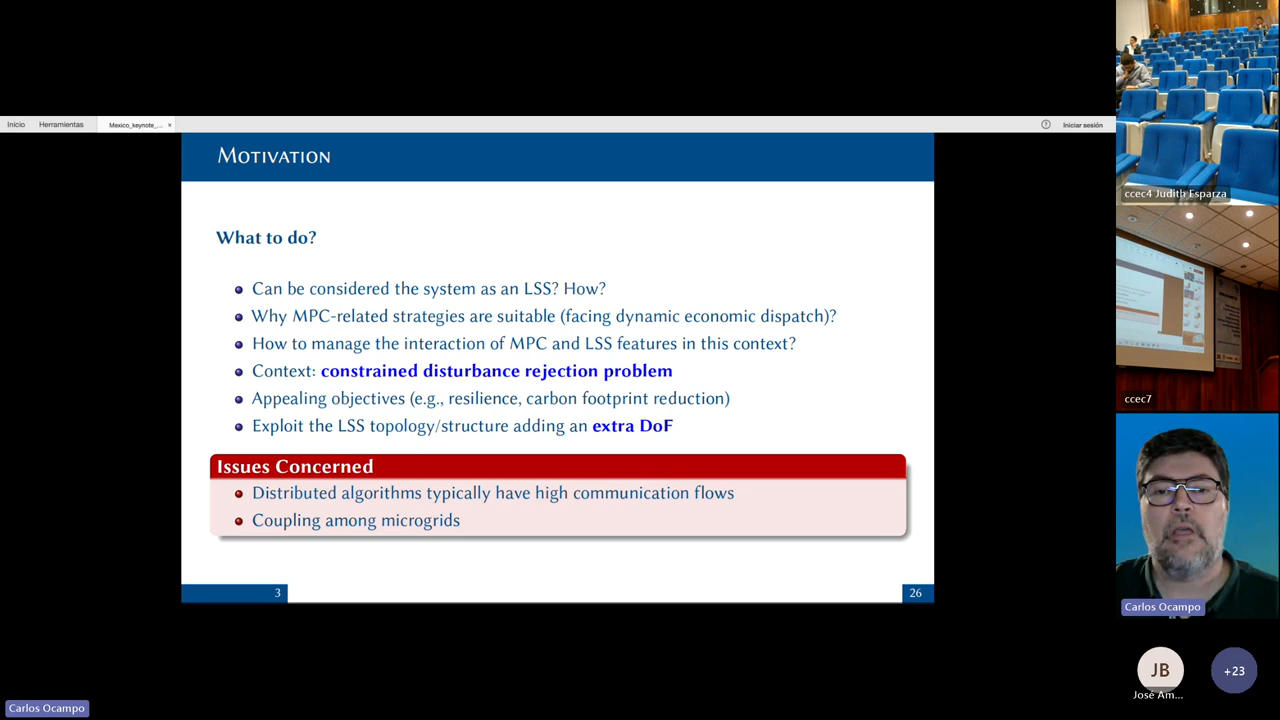 Inicio Herramientas Mexico_keynote_... × ? Iniciar sesión
Motivation
What to do?
Can be considered the system as an LSS? How?
Why MPC-related strategies are suitable (facing dynamic economic dispatch)?
How to manage the interaction of MPC and LSS features in this context?
Context: constrained disturbance rejection problem
Appealing objectives (e.g., resilience, carbon footprint reduction)
Exploit the LSS topology/structure adding an extra DoF
Issues Concerned
Distributed algorithms typically have high communication flows
Coupling among microgrids
3 26
ccec4 Judith Esparza
ccec7
Carlos Ocampo
JB
José Am...
+23
Carlos Ocampo